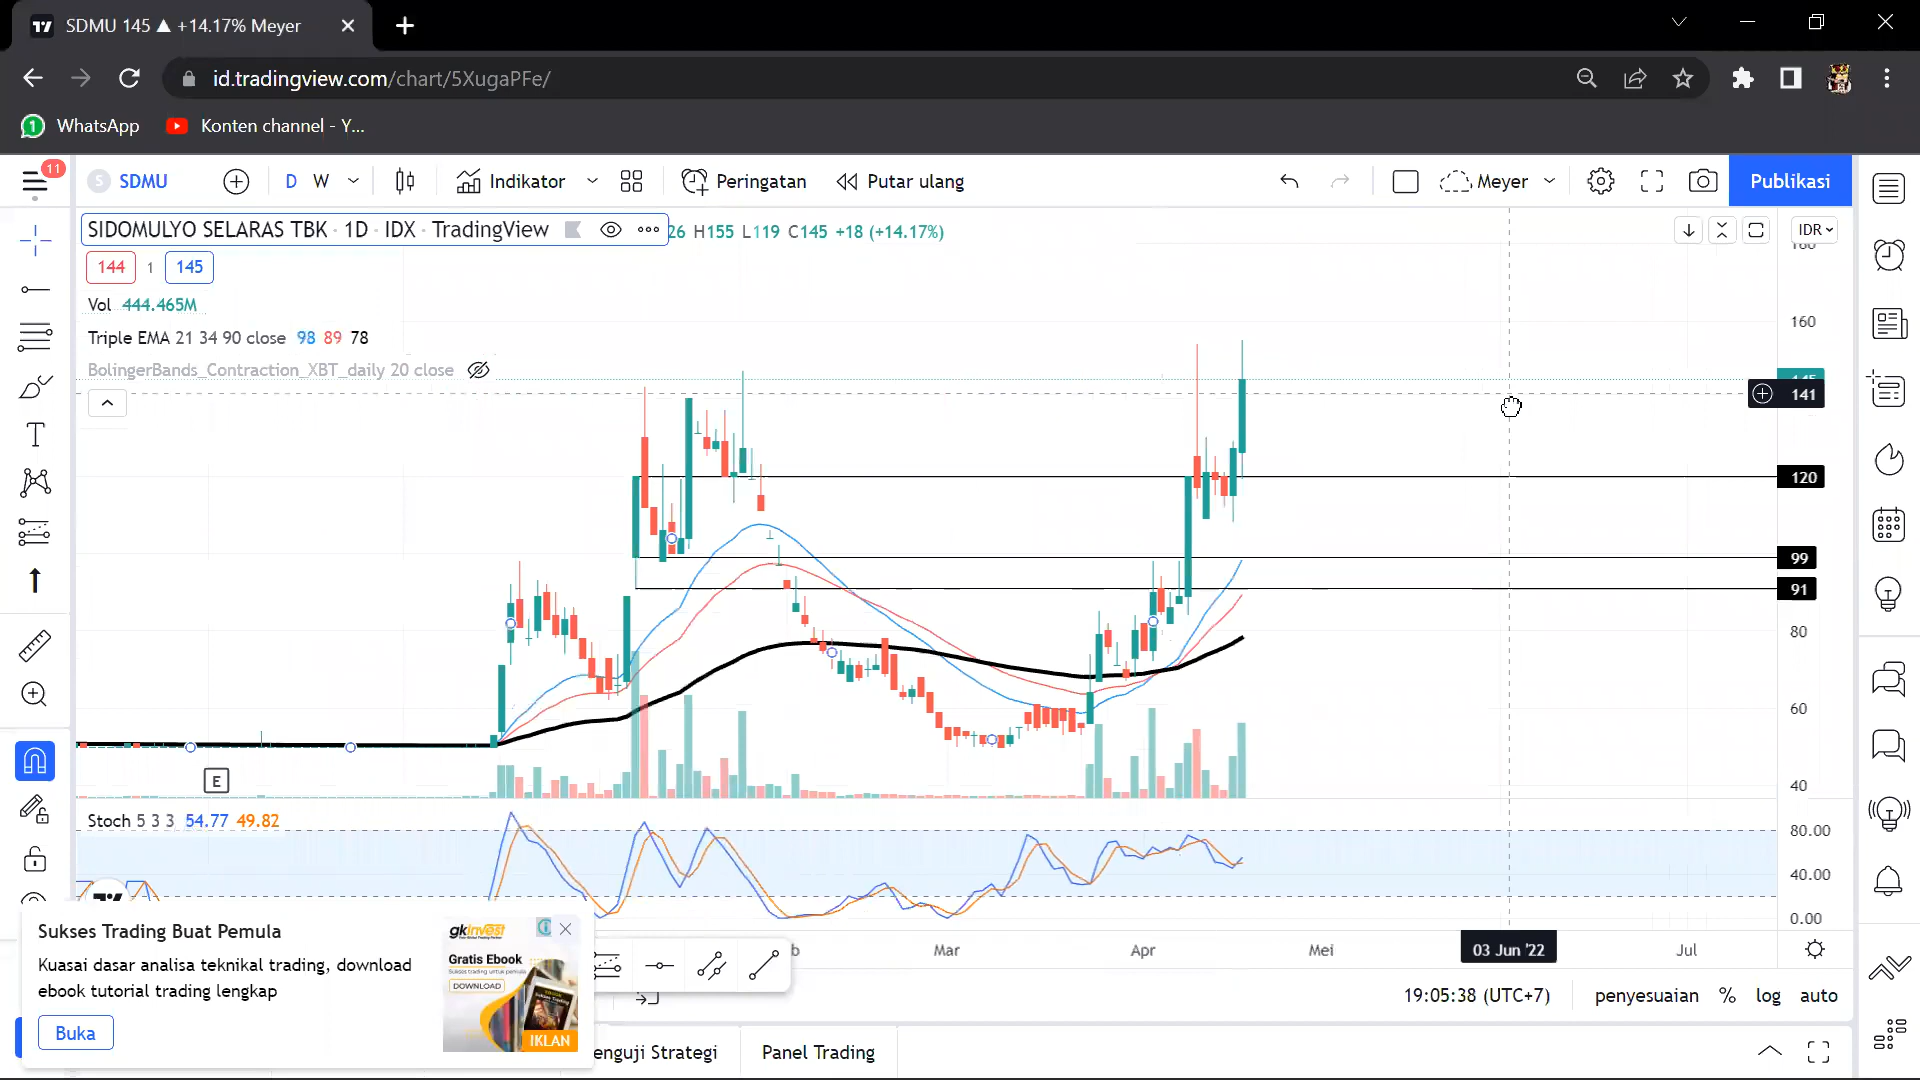 SDMU 145 ▲ +14.17% Meyer
id.tradingview.com/chart/5XugaPFe/
WhatsApp
Konten channel - Y...
11
SDMU
D W
Indikator
Peringatan
Putar ulang
Meyer
Publikasi
SIDOMULYO SELARAS TBK · 1D · IDX · TradingView
26 H155 L119 C145 +18 (+14.17%)
IDR
144 1 145
Vol 444.465M
Triple EMA 21 34 90 close 98 89 78
BolingerBands_Contraction_XBT_daily 20 close
160
141
120
99
91
80
60
40
E
Stoch 5 3 3 54.77 49.82
80.00
40.00
0.00
Mar
Apr
Mei
03 Jun '22
Jul
Sukses Trading Buat Pemula
Kuasai dasar analisa teknikal trading, download
ebook tutorial trading lengkap
Buka
gkinvest
Gratis Ebook
DOWNLOAD
IKLAN
19:05:38 (UTC+7)
penyesuaian % log auto
enguji Strategi
Panel Trading